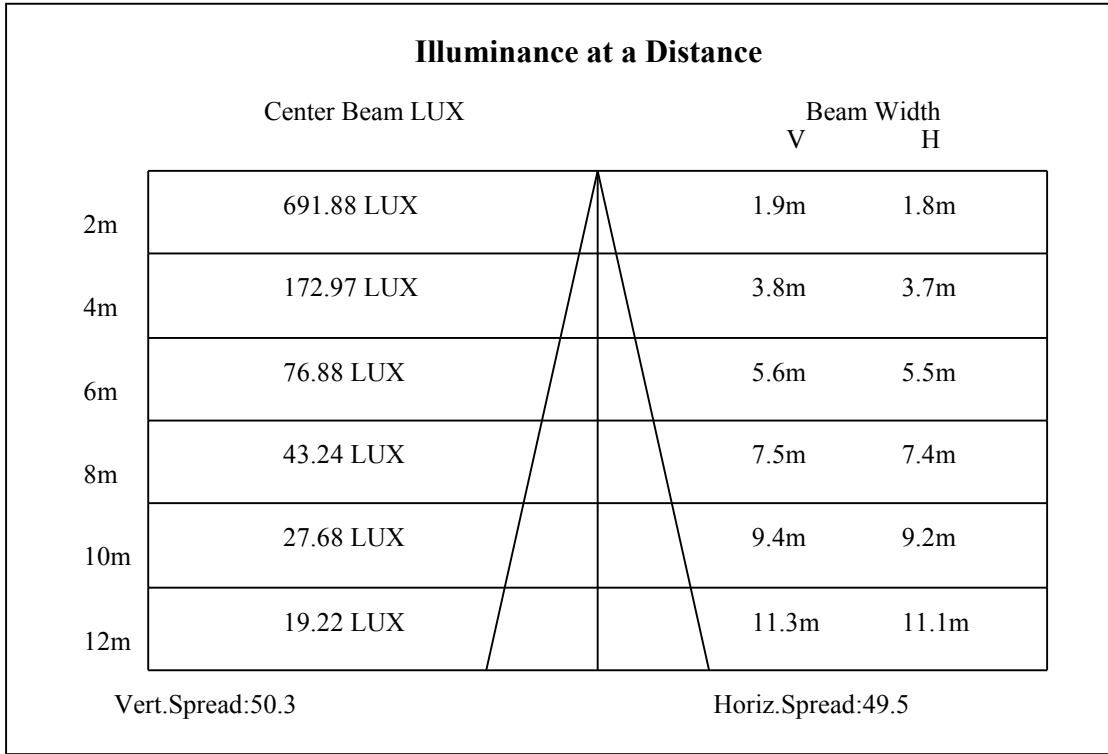 Illuminance at a Distance
Center Beam LUX Beam Width
V H
2m 691.88 LUX 1.9m 1.8m
4m 172.97 LUX 3.8m 3.7m
6m 76.88 LUX 5.6m 5.5m
8m 43.24 LUX 7.5m 7.4m
10m 27.68 LUX 9.4m 9.2m
12m 19.22 LUX 11.3m 11.1m
Vert.Spread:50.3 Horiz.Spread:49.5